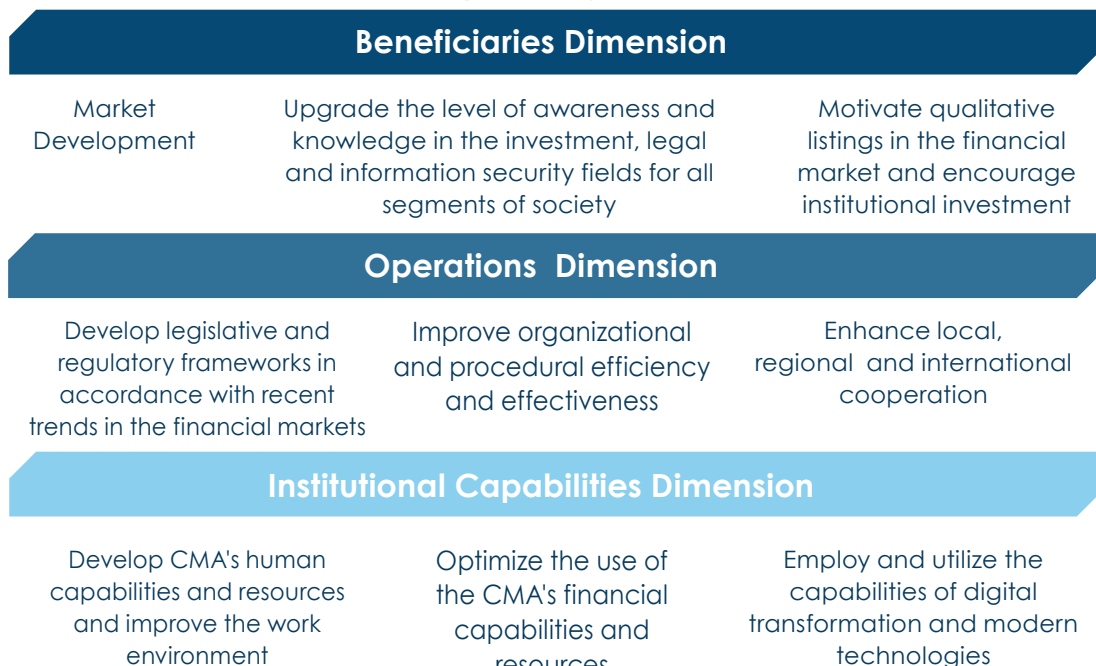 Beneficiaries Dimension
Market
Development
Upgrade the level of awareness and
knowledge in the investment, legal
and information security fields for all
segments of society
Motivate qualitative
listings in the financial
market and encourage
institutional investment
Operations  Dimension
Develop legislative and
regulatory frameworks in
accordance with recent
trends in the financial markets
Improve organizational
and procedural efficiency
and effectiveness
Enhance local,
regional  and international
cooperation
Institutional Capabilities Dimension
Develop CMA's human
capabilities and resources
and improve the work
environment
Optimize the use of
the CMA's financial
capabilities and
resources
Employ and utilize the
capabilities of digital
transformation and modern
technologies